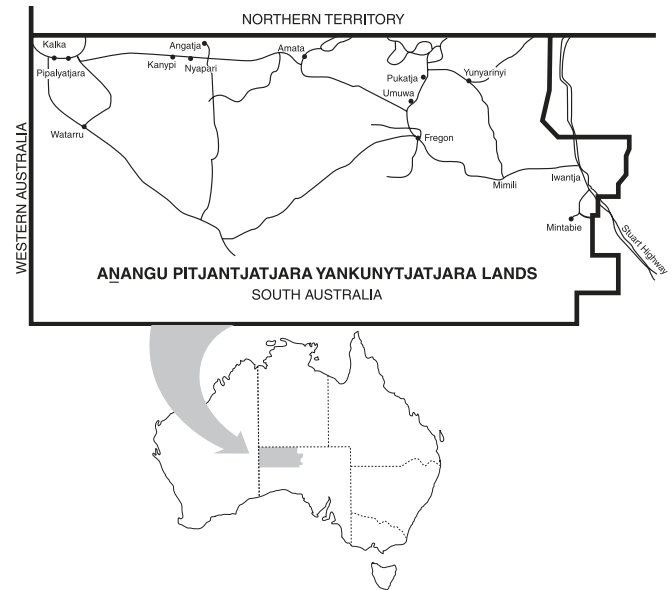 NORTHERN TERRITORY
Kalka
Angatja
Amata
Kanypi
Nyapari
Pipalyatjara
Pukatja
Yunyarinyi
Umuwa
Watarru
Fregon
Mimili
Iwantja
Mintabie
Stuart Highway
WESTERN AUSTRALIA
AṈANGU PITJANTJATJARA YANKUNYTJATJARA LANDS
SOUTH AUSTRALIA